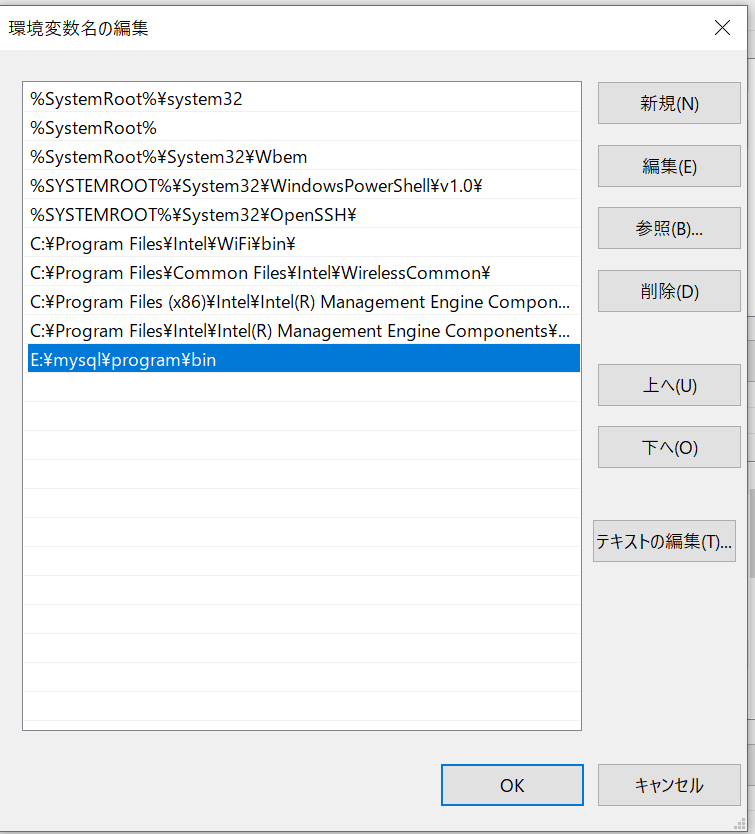 環境変数名の編集
%SystemRoot%¥system32
%SystemRoot%
%SystemRoot%¥System32¥Wbem
%SYSTEMROOT%¥System32¥WindowsPowerShell¥v1.0¥
%SYSTEMROOT%¥System32¥OpenSSH¥
C:¥Program Files¥Intel¥WiFi¥bin¥
C:¥Program Files¥Common Files¥Intel¥WirelessCommon¥
C:¥Program Files (x86)¥Intel¥Intel(R) Management Engine Compon...
C:¥Program Files¥Intel¥Intel(R) Management Engine Components¥...
E:¥mysql¥program¥bin
新規(N)
編集(E)
参照(B)...
削除(D)
上へ(U)
下へ(O)
テキストの編集(T)...
OK
キャンセル